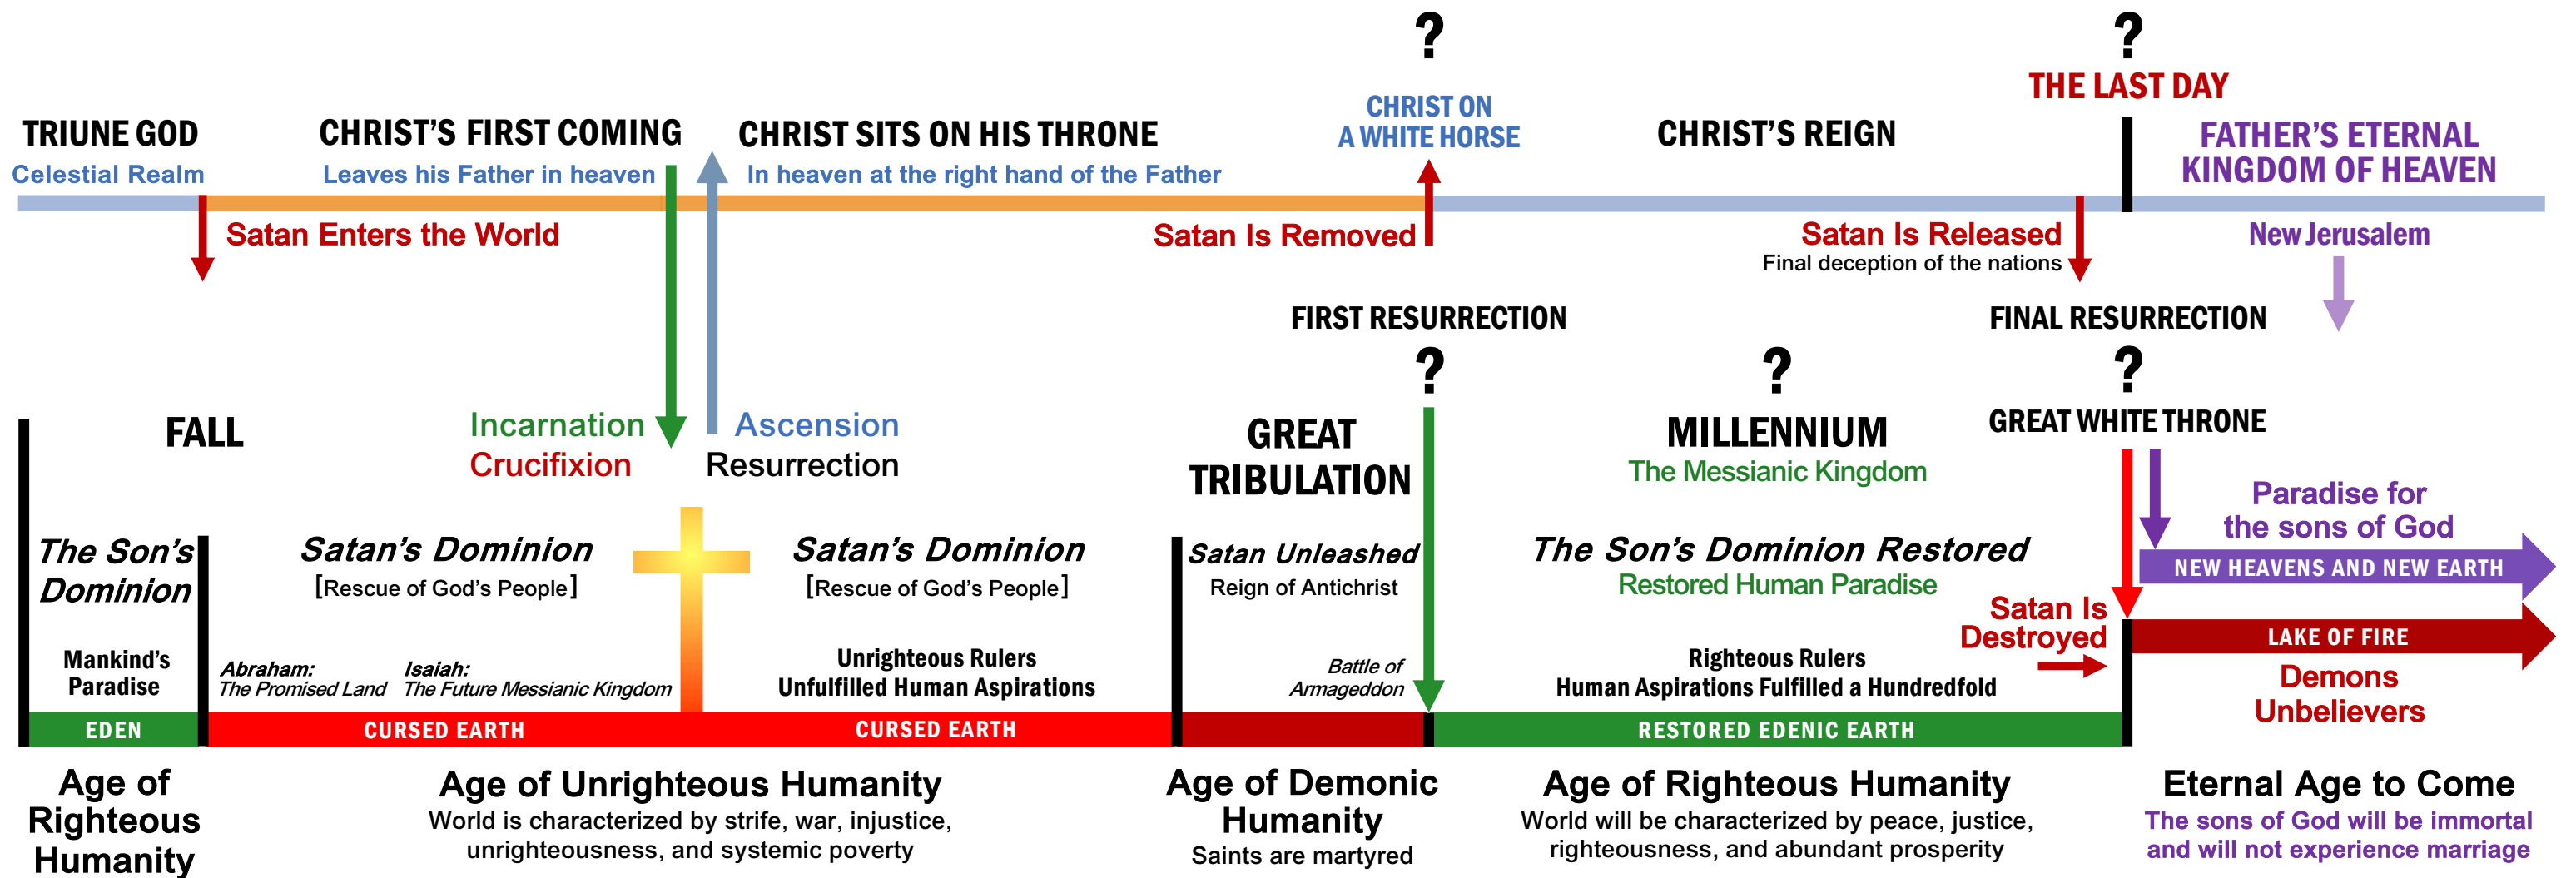 ?
?
THE LAST DAY
TRIUNE GOD
Celestial Realm
CHRIST'S FIRST COMING
Leaves his Father in heaven
CHRIST SITS ON HIS THRONE
In heaven at the right hand of the Father
CHRIST ON
A WHITE HORSE
CHRIST'S REIGN
FATHER'S ETERNAL
KINGDOM OF HEAVEN
Satan Enters the World
Satan Is Removed
Satan Is Released
Final deception of the nations
New Jerusalem
FIRST RESURRECTION
?
?
FINAL RESURRECTION
?
FALL
Incarnation
Crucifixion
Ascension
Resurrection
GREAT
TRIBULATION
MILLENNIUM
The Messianic Kingdom
GREAT WHITE THRONE
The Son's
Dominion
Mankind's
Paradise
Satan's Dominion
[Rescue of God's People]
Abraham:
The Promised Land
Isaiah:
The Future Messianic Kingdom
Satan's Dominion
[Rescue of God's People]
Unrighteous Rulers
Unfulfilled Human Aspirations
Satan Unleashed
Reign of Antichrist
Battle of
Armageddon
The Son's Dominion Restored
Restored Human Paradise
Righteous Rulers
Human Aspirations Fulfilled a Hundredfold
Satan Is
Destroyed
Paradise for
the sons of God
NEW HEAVENS AND NEW EARTH
LAKE OF FIRE
Demons
Unbelievers
EDEN
CURSED EARTH
CURSED EARTH
RESTORED EDENIC EARTH
Age of
Righteous
Humanity
Age of Unrighteous Humanity
World is characterized by strife, war, injustice,
unrighteousness, and systemic poverty
Age of Demonic
Humanity
Saints are martyred
Age of Righteous Humanity
World will be characterized by peace, justice,
righteousness, and abundant prosperity
Eternal Age to Come
The sons of God will be immortal
and will not experience marriage